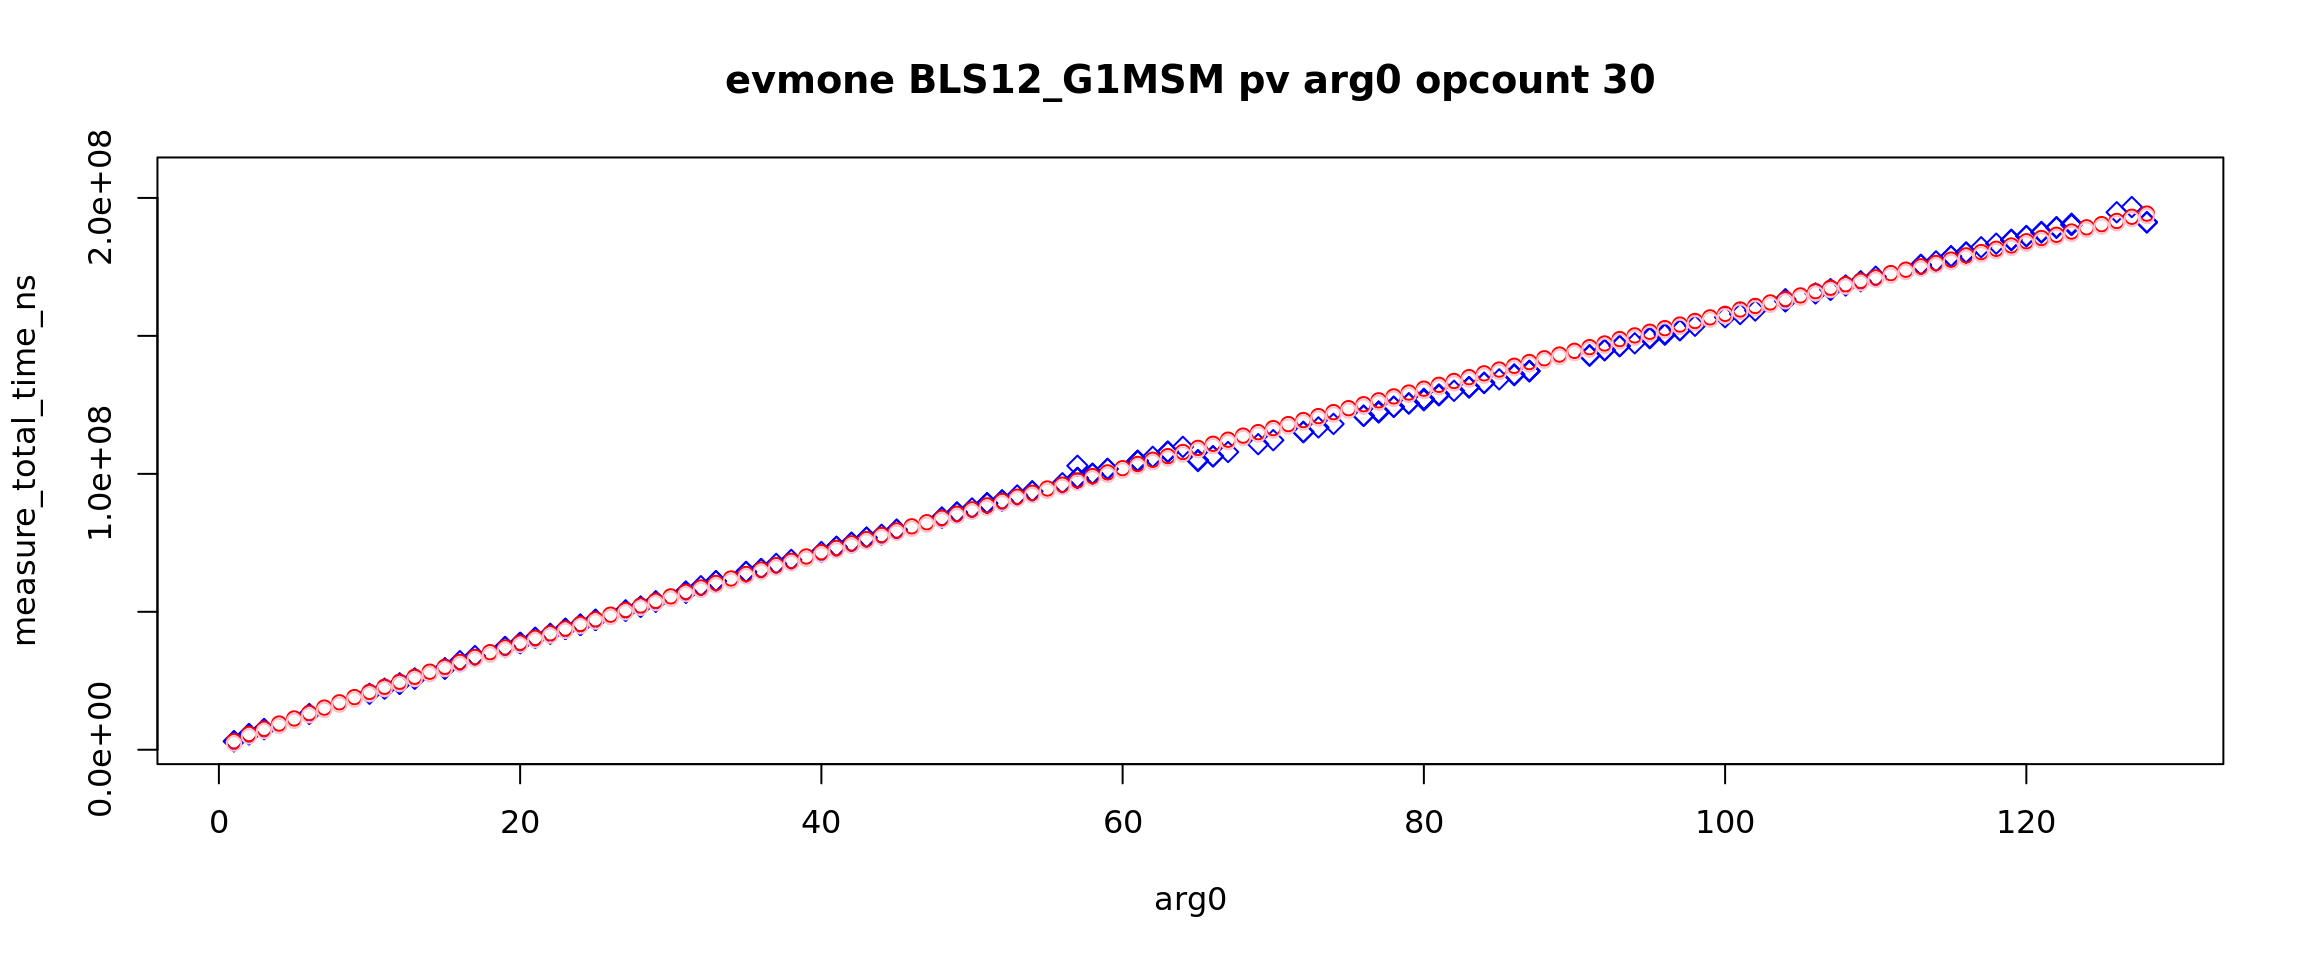 evmone BLS12_G1MSM pv arg0 opcount 30
measure_total_time_ns
2.0e+08
1.0e+08
0.0e+00
0 20 40 60 80 100 120
arg0